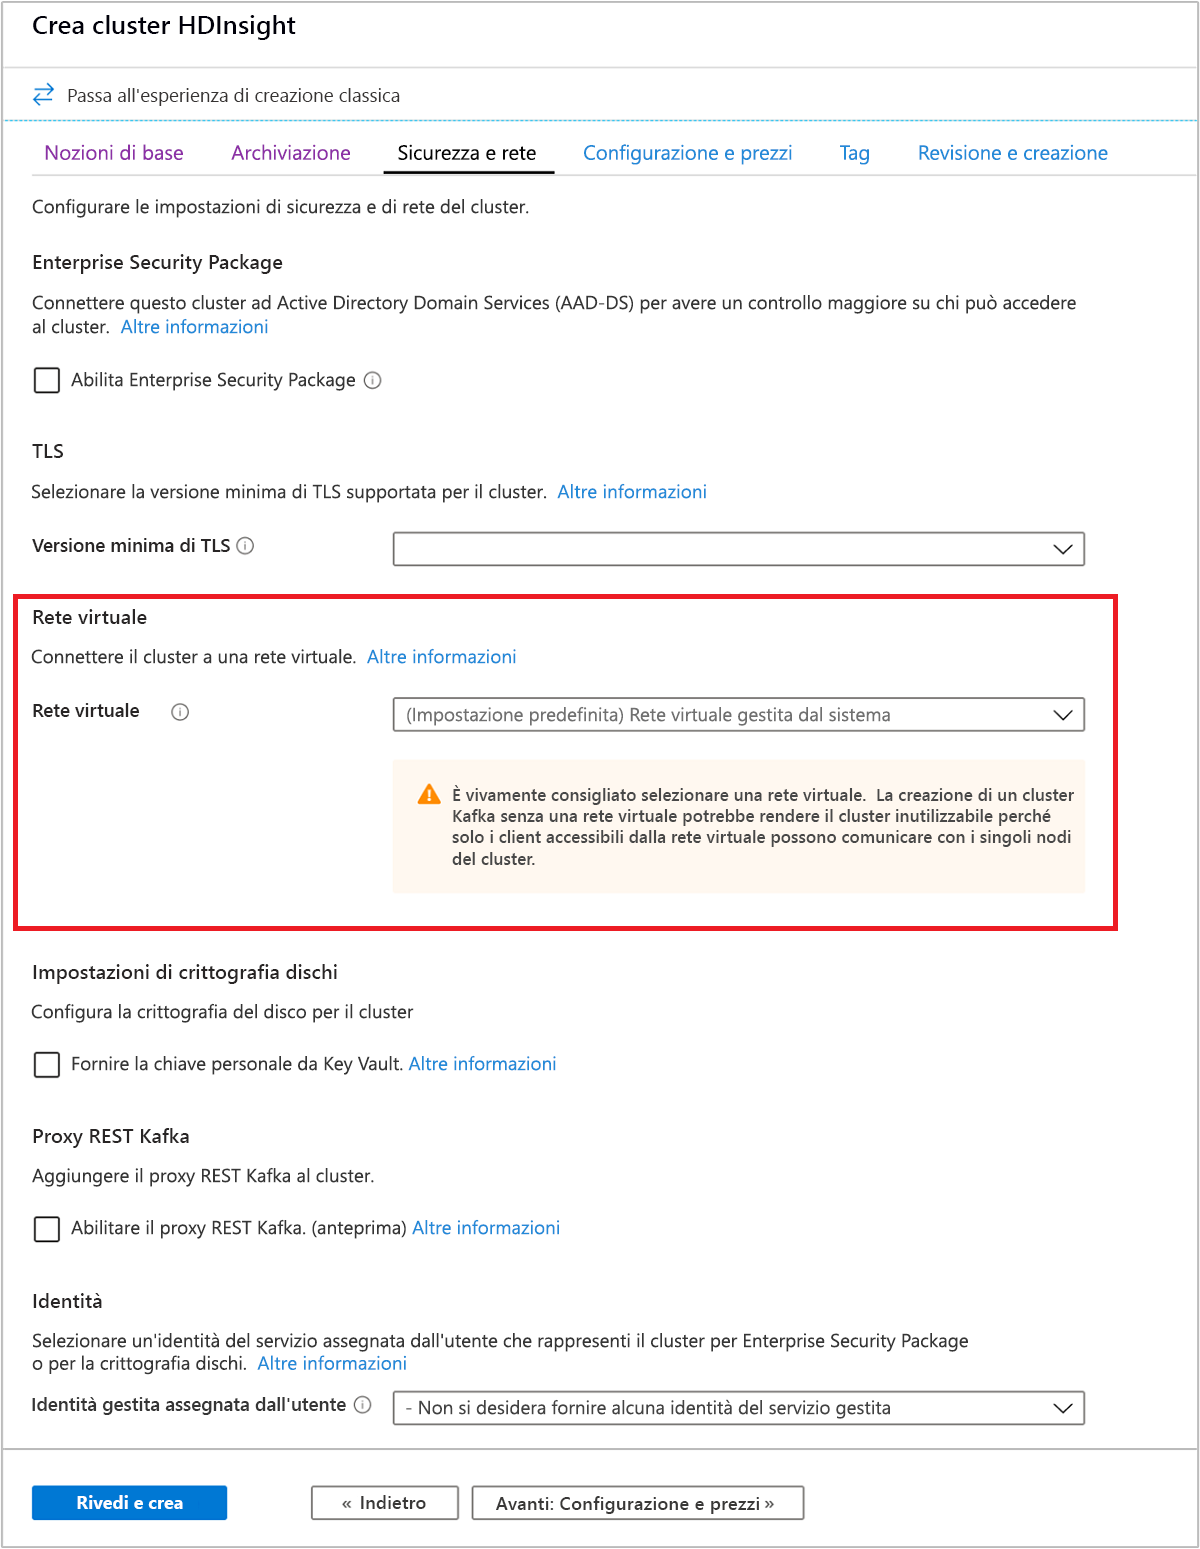 Crea cluster HDInsight
Passa all'esperienza di creazione classica
Nozioni di base Archiviazione Sicurezza e rete Configurazione e prezzi Tag Revisione e creazione
Configurare le impostazioni di sicurezza e di rete del cluster.
Enterprise Security Package
Connettere questo cluster ad Active Directory Domain Services (AAD-DS) per avere un controllo maggiore su chi può accedere
al cluster. Altre informazioni
Abilita Enterprise Security Package
TLS
Selezionare la versione minima di TLS supportata per il cluster. Altre informazioni
Versione minima di TLS
Rete virtuale
Connettere il cluster a una rete virtuale. Altre informazioni
Rete virtuale (Impostazione predefinita) Rete virtuale gestita dal sistema
È vivamente consigliato selezionare una rete virtuale. La creazione di un cluster
Kafka senza una rete virtuale potrebbe rendere il cluster inutilizzabile perché
solo i client accessibili dalla rete virtuale possono comunicare con i singoli nodi
del cluster.
Impostazioni di crittografia dischi
Configura la crittografia del disco per il cluster
Fornire la chiave personale da Key Vault. Altre informazioni
Proxy REST Kafka
Aggiungere il proxy REST Kafka al cluster.
Abilitare il proxy REST Kafka. (anteprima) Altre informazioni
Identità
Selezionare un'identità del servizio assegnata dall'utente che rappresenti il cluster per Enterprise Security Package
o per la crittografia dischi. Altre informazioni
Identità gestita assegnata dall'utente - Non si desidera fornire alcuna identità del servizio gestita
Rivedi e crea « Indietro Avanti: Configurazione e prezzi »